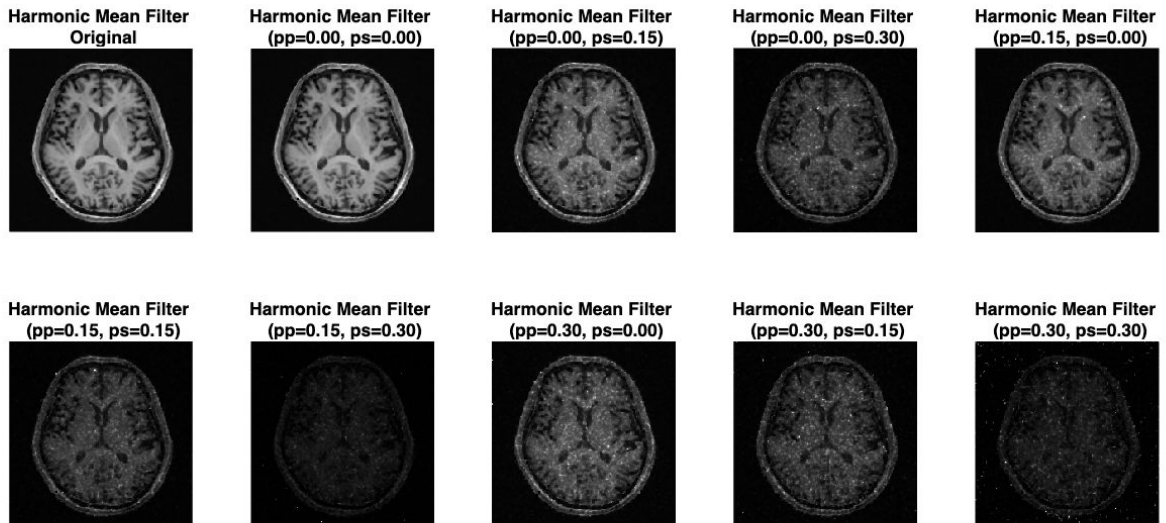 Harmonic Mean Filter
Original
Harmonic Mean Filter
(pp=0.00, ps=0.00)
Harmonic Mean Filter
(pp=0.00, ps=0.15)
Harmonic Mean Filter
(pp=0.00, ps=0.30)
Harmonic Mean Filter
(pp=0.15, ps=0.00)
Harmonic Mean Filter
(pp=0.15, ps=0.15)
Harmonic Mean Filter
(pp=0.15, ps=0.30)
Harmonic Mean Filter
(pp=0.30, ps=0.00)
Harmonic Mean Filter
(pp=0.30, ps=0.15)
Harmonic Mean Filter
(pp=0.30, ps=0.30)